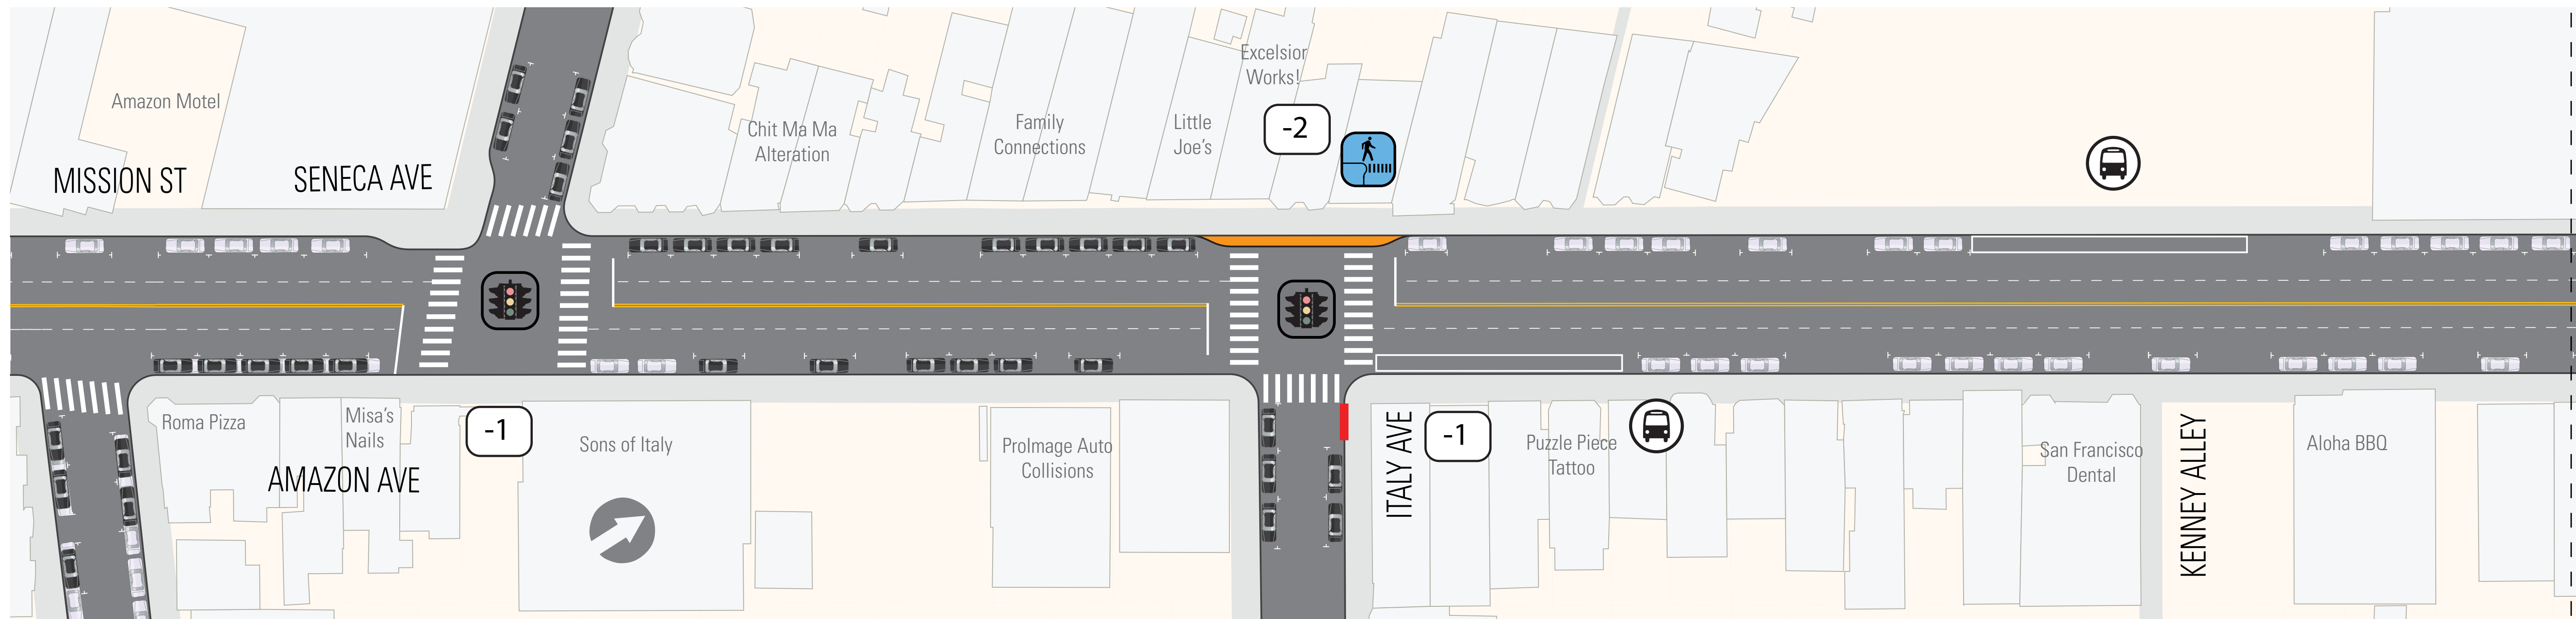 Excelsior
Works!
Amazon Motel
-2
Chit Ma Ma
Alteration
Family
Connections
Little
Joe's
MISSION ST
SENECA AVE
Roma Pizza
Misa's
Nails
-1
Sons of Italy
ProImage Auto
Collisions
ITALY AVE
-1
Puzzle Piece
Tattoo
San Francisco
Dental
KENNEY ALLEY
Aloha BBQ
AMAZON AVE